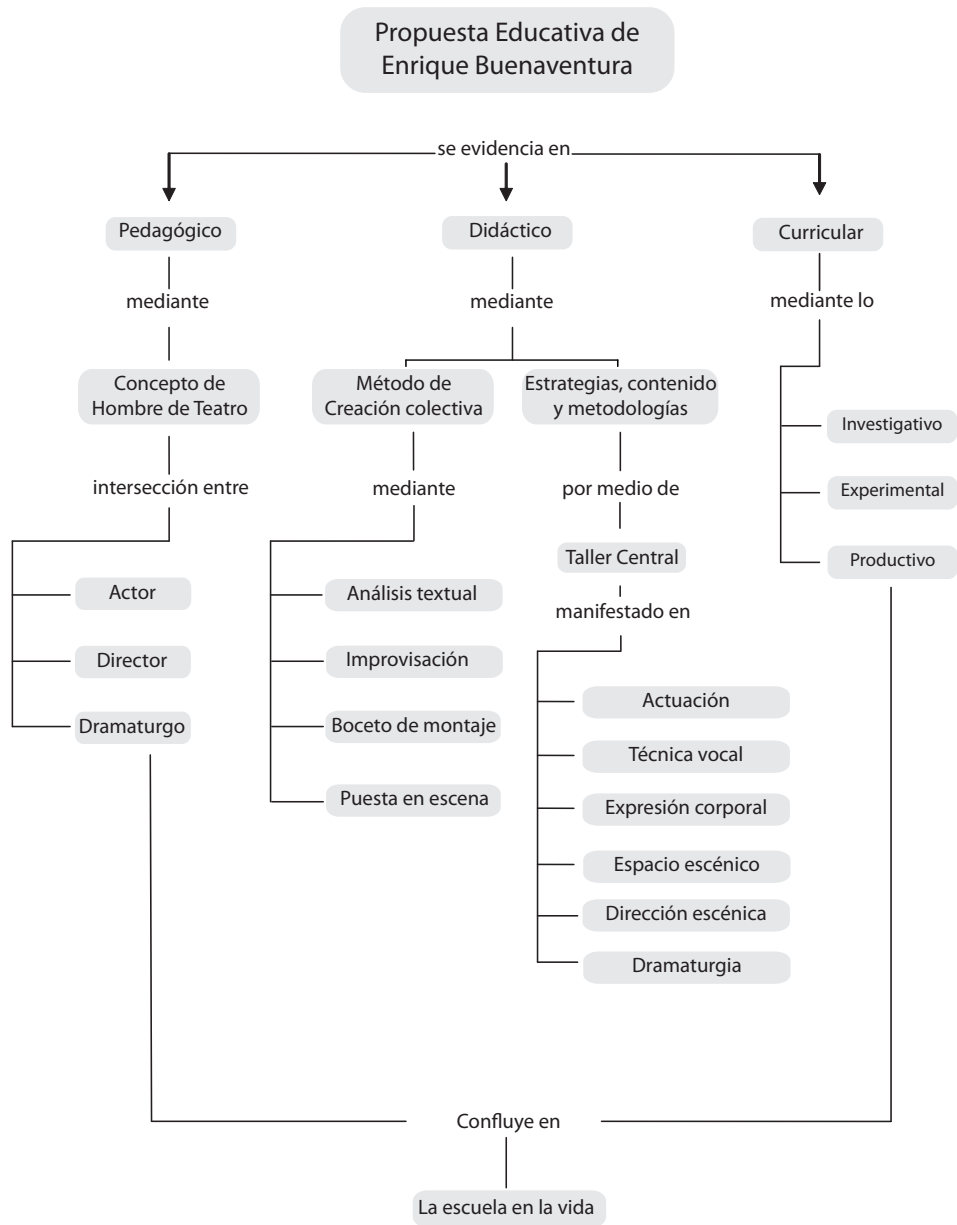 Propuesta Educativa de
Enrique Buenaventura
se evidencia en
Pedagógico
Didáctico
Curricular
mediante
mediante
mediante lo
Concepto de
Hombre de Teatro
Método de
Creación colectiva
Estrategias, contenido
y metodologías
Investigativo
Experimental
Productivo
intersección entre
mediante
por medio de
Taller Central
manifestado en
Actor
Director
Dramaturgo
Análisis textual
Improvisación
Boceto de montaje
Puesta en escena
Actuación
Técnica vocal
Expresión corporal
Espacio escénico
Dirección escénica
Dramaturgia
Confluye en
La escuela en la vida